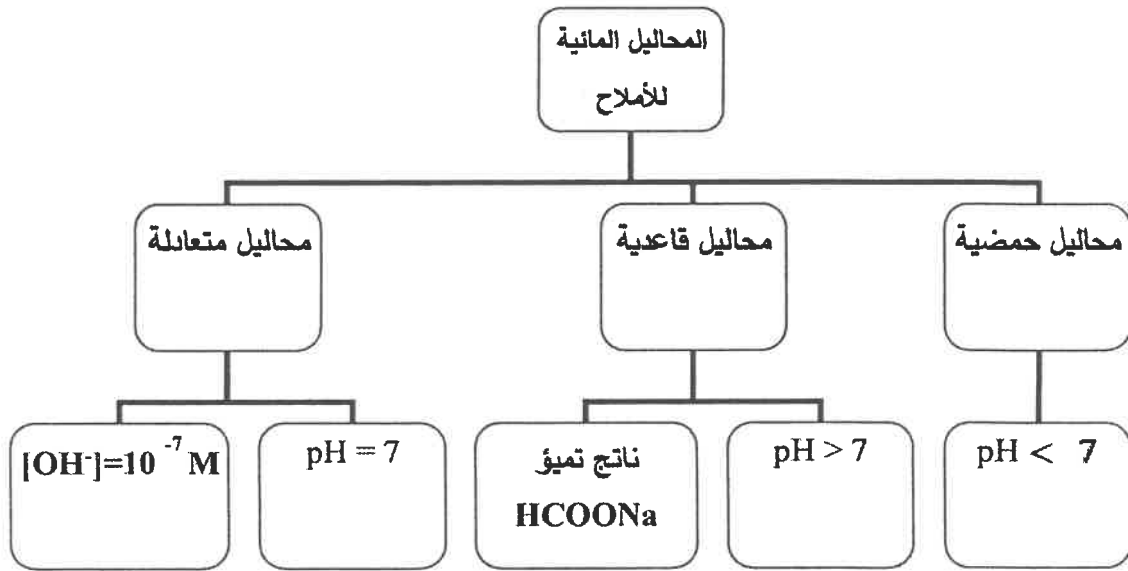 المحاليل المائية
للأملاح
محاليل حمضية
محاليل قاعدية
محاليل متعادلة
pH < 7
pH > 7
ناتج تميؤ
HCOONa
pH = 7
[OH⁻]=10 ⁻⁷ M